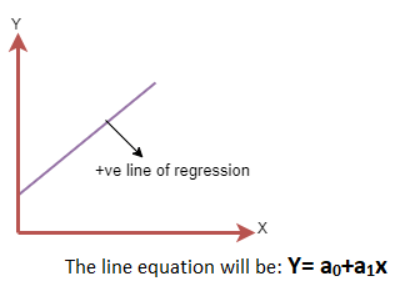 Y
+ve line of regression
X
The line equation will be: Y= a₀+a₁x